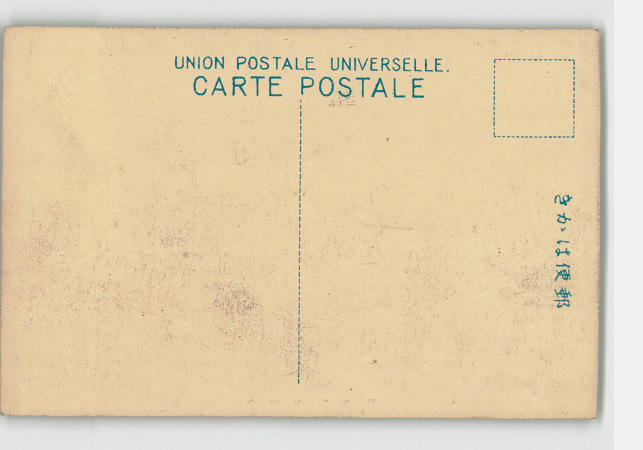 UNION POSTALE UNIVERSELLE.
CARTE POSTALE
きかは便郵